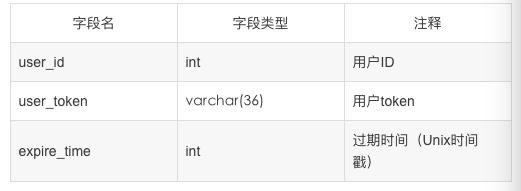 字段名 字段类型 注释
user_id int 用户ID
user_token varchar(36) 用户token
expire_time int 过期时间（Unix时间
戳）